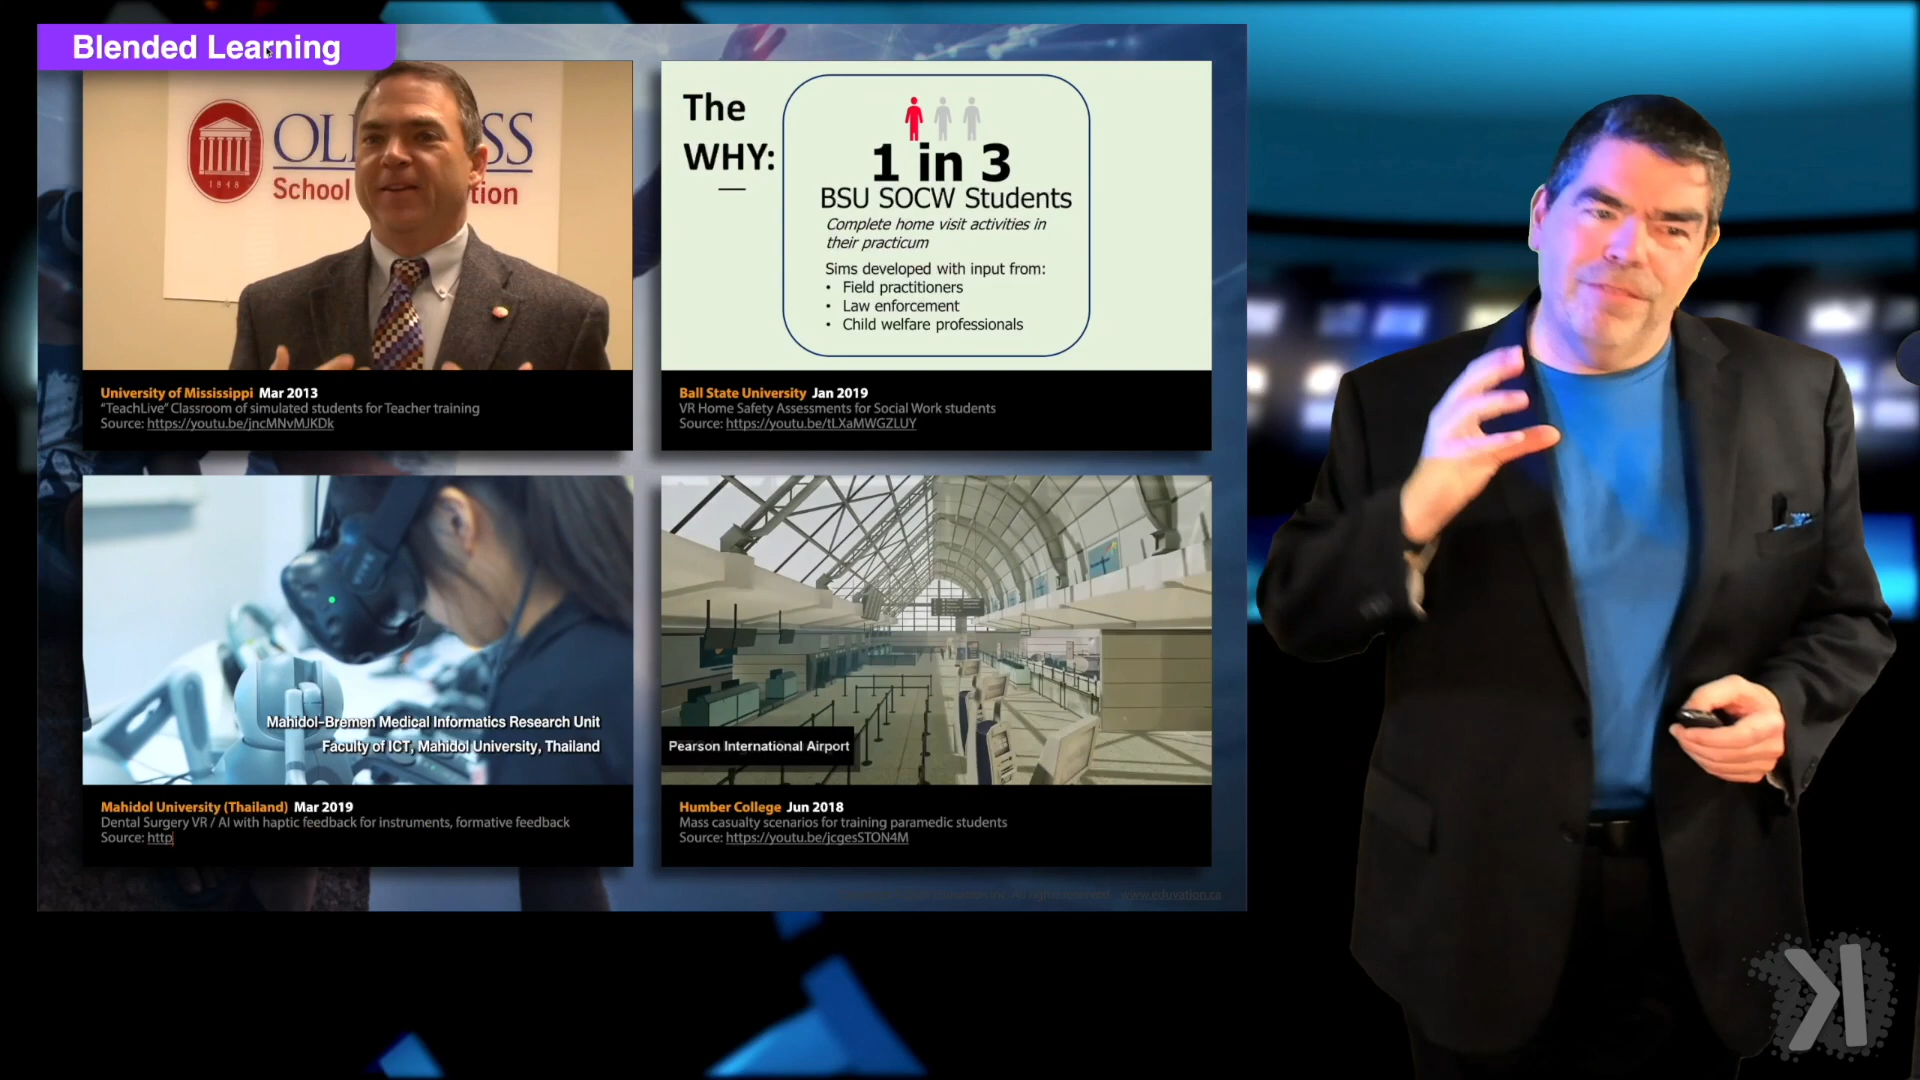 Blended Learning
OL SS
School tion
1848
University of Mississippi Mar 2013
"TeachLive" Classroom of simulated students for Teacher training
Source: https://youtu.be/jncMNvMJKDk
The
WHY:
1 in 3
BSU SOCW Students
Complete home visit activities in
their practicum
Sims developed with input from:
• Field practitioners
• Law enforcement
• Child welfare professionals
Ball State University Jan 2019
VR Home Safety Assessments for Social Work students
Source: https://youtu.be/tLXaMWGZLUY
Mahidol-Bremen Medical Informatics Research Unit
Faculty of ICT, Mahidol University, Thailand
Mahidol University (Thailand) Mar 2019
Dental Surgery VR / AI with haptic feedback for instruments, formative feedback
Source: http
Pearson International Airport
Humber College Jun 2018
Mass casualty scenarios for training paramedic students
Source: https://youtu.be/jcgesSTON4M
All rights reserved. www.eduvation.ca